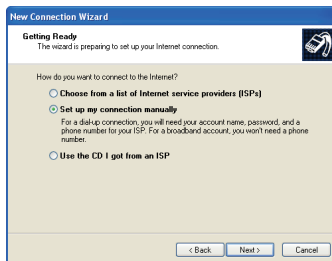 New Connection Wizard
Getting Ready
The wizard is preparing to set up your Internet connection.
How do you want to connect to the Internet?
Choose from a list of Internet service providers (ISPs)
Set up my connection manually
For a dial-up connection, you will need your account name, password, and a
phone number for your ISP. For a broadband account, you won't need a phone
number.
Use the CD I got from an ISP
< Back Next > Cancel